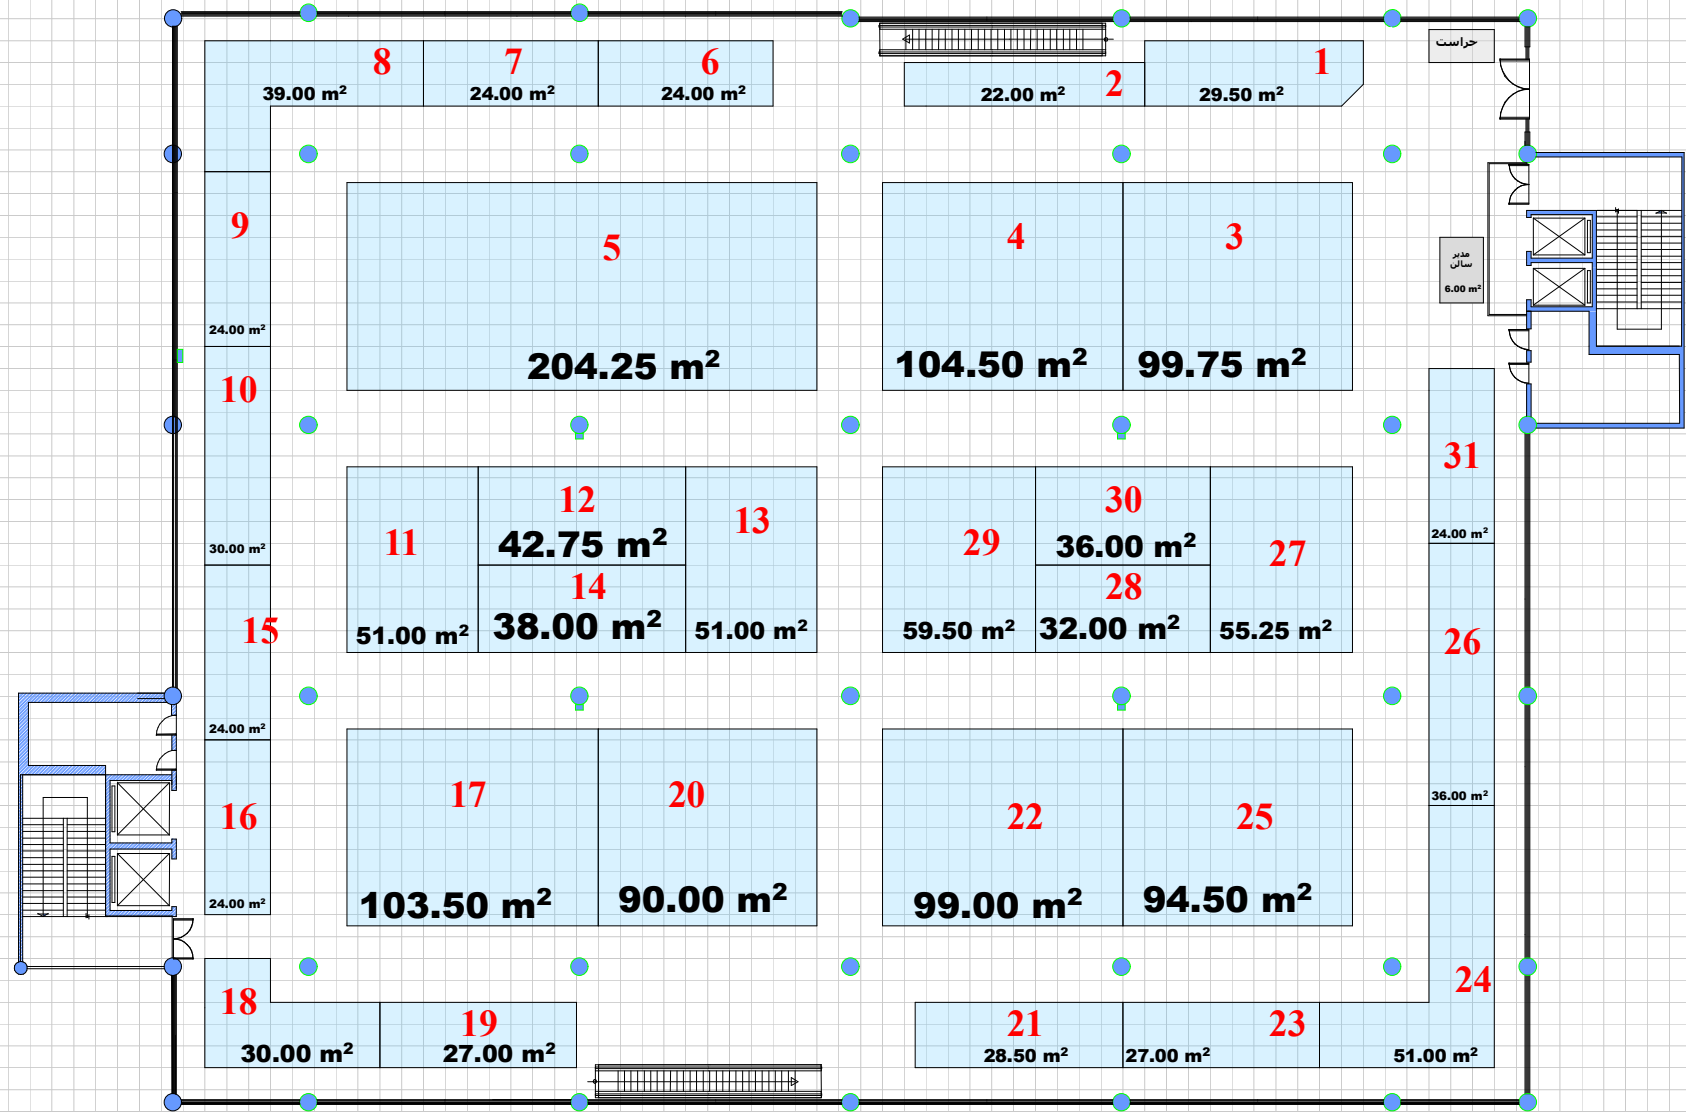 8
39.00 m²
7
24.00 m²
6
24.00 m²
2
22.00 m²
1
29.50 m²
حراست
9
24.00 m²
5
204.25 m²
4
104.50 m²
3
99.75 m²
مدیر
سالن
6.00 m²
10
30.00 m²
31
24.00 m²
11
51.00 m²
12
42.75 m²
14
38.00 m²
13
51.00 m²
29
59.50 m²
30
36.00 m²
28
32.00 m²
27
55.25 m²
15
24.00 m²
26
36.00 m²
16
24.00 m²
17
103.50 m²
20
90.00 m²
22
99.00 m²
25
94.50 m²
18
30.00 m²
19
27.00 m²
21
28.50 m²
23
27.00 m²
24
51.00 m²